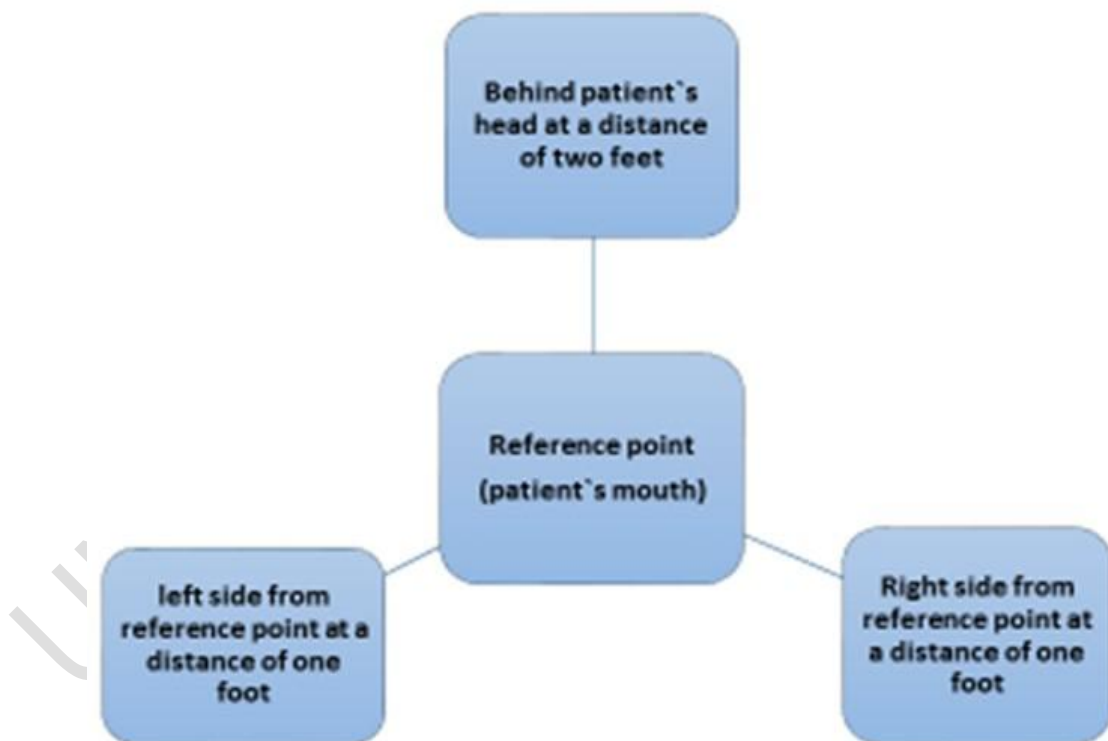 Behind patient`s
head at a distance
of two feet
Reference point
(patient`s mouth)
left side from
reference point at a
distance of one
foot
Right side from
reference point at
a distance of one
foot